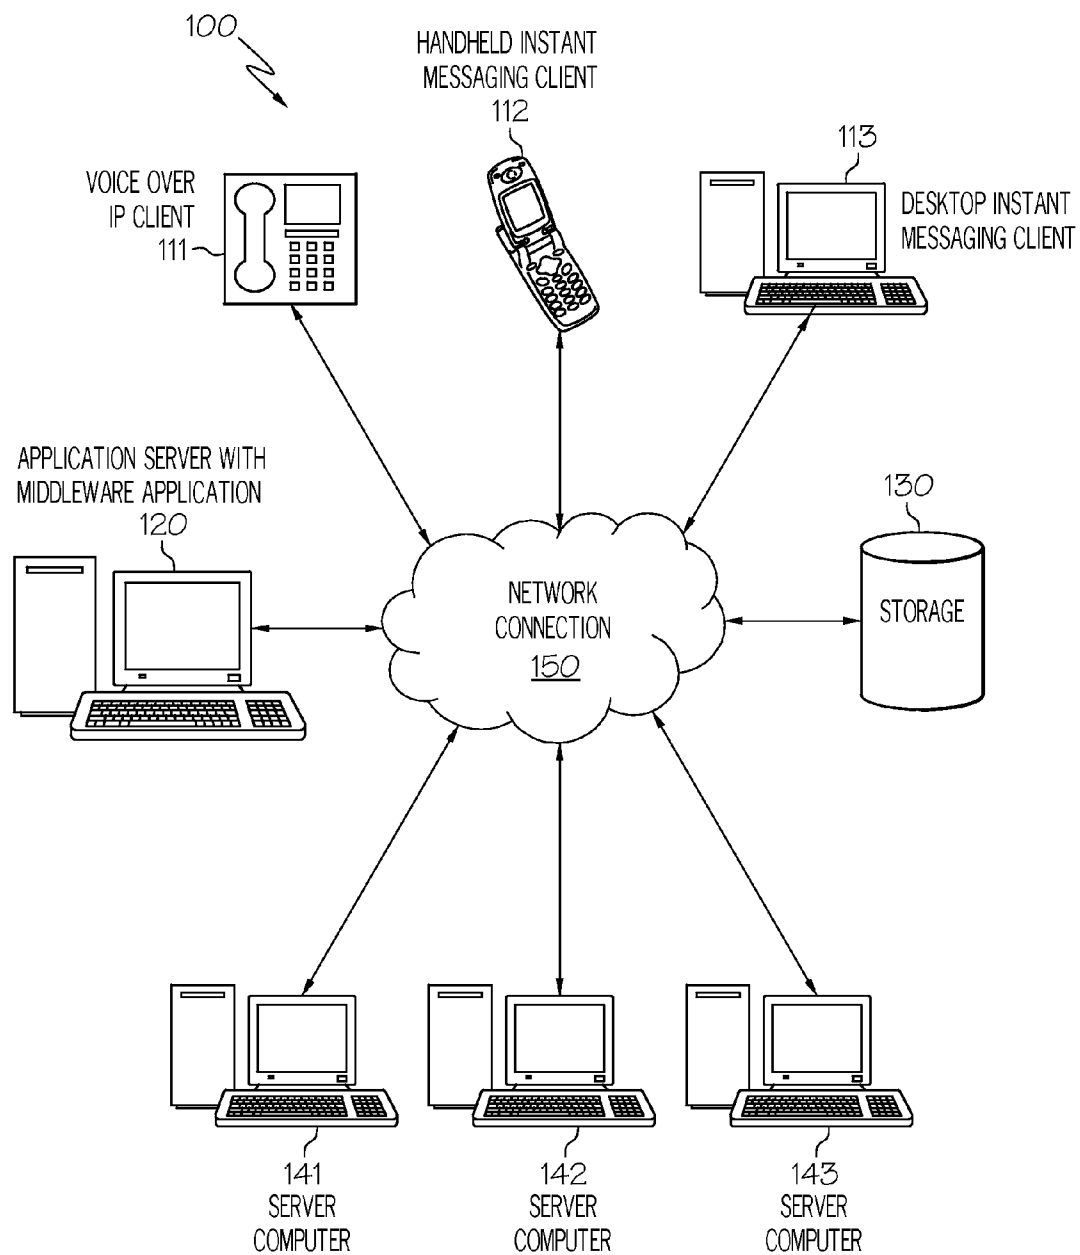 100
HANDHELD INSTANT
MESSAGING CLIENT
112
113
VOICE OVER
IP CLIENT
111
DESKTOP INSTANT
MESSAGING CLIENT
APPLICATION SERVER WITH
MIDDLEWARE APPLICATION
120
130
STORAGE
NETWORK
CONNECTION
150
141
SERVER
COMPUTER
142
SERVER
COMPUTER
143
SERVER
COMPUTER